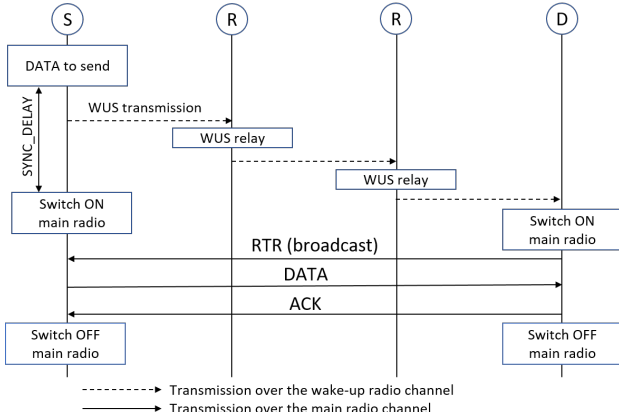 S R R D
DATA to send
SYNC_DELAY
WUS transmission
WUS relay
WUS relay
Switch ON
main radio
Switch ON
main radio
RTR (broadcast)
DATA
ACK
Switch OFF
main radio
Switch OFF
main radio
Transmission over the wake-up radio channel
Transmission over the main radio channel